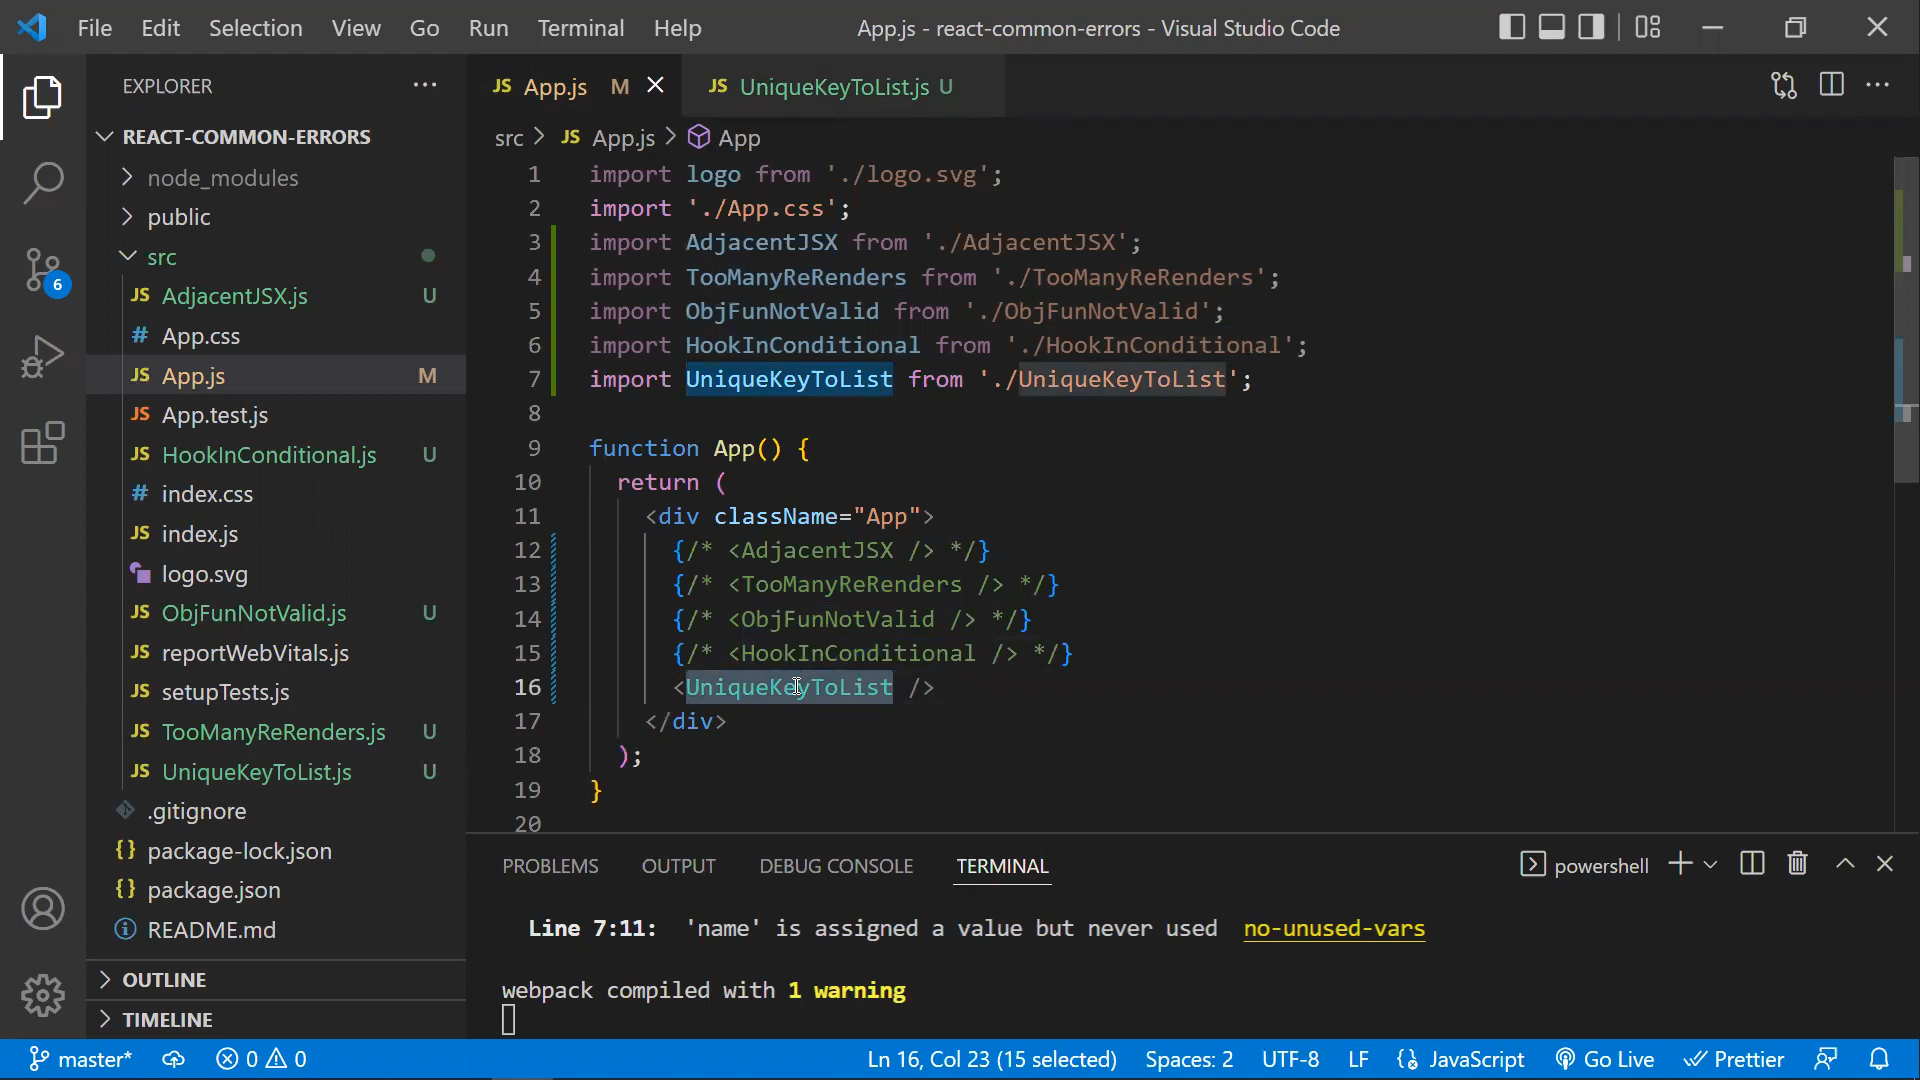 File Edit Selection View Go Run Terminal Help App.js - react-common-errors - Visual Studio Code
EXPLORER
REACT-COMMON-ERRORS
node_modules
public
src
JS AdjacentJSX.js U
# App.css
JS App.js M
JS App.test.js
JS HookInConditional.js U
# index.css
JS index.js
logo.svg
JS ObjFunNotValid.js U
JS reportWebVitals.js
JS setupTests.js
JS TooManyReRenders.js U
JS UniqueKeyToList.js U
.gitignore
{} package-lock.json
{} package.json
README.md
OUTLINE
TIMELINE
6
JS App.js M JS UniqueKeyToList.js U
src > JS App.js > App
1 import logo from './logo.svg';
2 import './App.css';
3 import AdjacentJSX from './AdjacentJSX';
4 import TooManyReRenders from './TooManyReRenders';
5 import ObjFunNotValid from './ObjFunNotValid';
6 import HookInConditional from './HookInConditional';
7 import UniqueKeyToList from './UniqueKeyToList';
8
9 function App() {
10 return (
11 <div className="App">
12 {/* <AdjacentJSX /> */}
13 {/* <TooManyReRenders /> */}
14 {/* <ObjFunNotValid /> */}
15 {/* <HookInConditional /> */}
16 <UniqueKeyToList />
17 </div>
18 );
19 }
20
PROBLEMS OUTPUT DEBUG CONSOLE TERMINAL powershell
Line 7:11: 'name' is assigned a value but never used no-unused-vars
webpack compiled with 1 warning
master* 0 0 Ln 16, Col 23 (15 selected) Spaces: 2 UTF-8 LF JavaScript Go Live Prettier